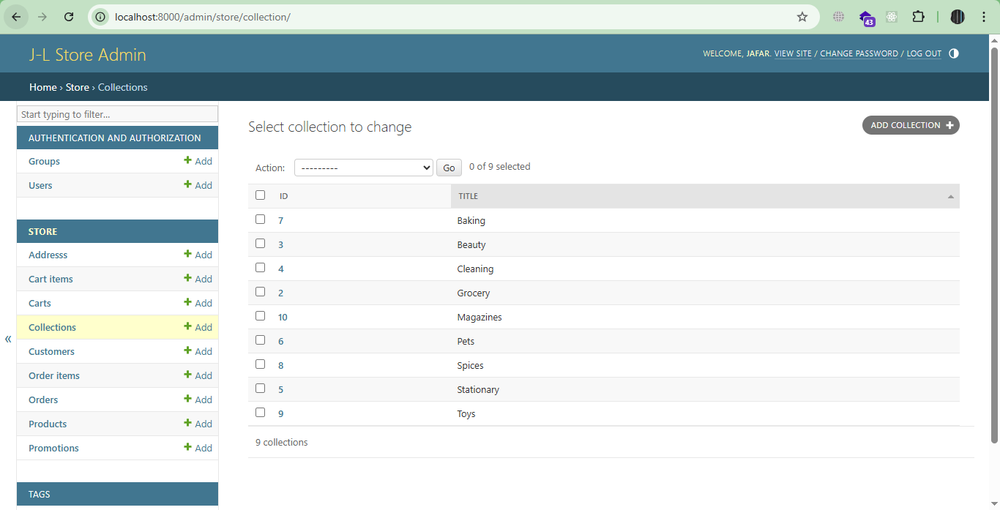 localhost:8000/admin/store/collection/
43
J-L Store Admin
WELCOME, JAFAR. VIEW SITE / CHANGE PASSWORD / LOG OUT
Home › Store › Collections
Start typing to filter...
AUTHENTICATION AND AUTHORIZATION
Groups + Add
Users + Add
STORE
Addresss + Add
Cart items + Add
Carts + Add
Collections + Add
Customers + Add
Order items + Add
Orders + Add
Products + Add
Promotions + Add
TAGS
«
Select collection to change
ADD COLLECTION +
Action: --------- Go 0 of 9 selected
ID TITLE
7 Baking
3 Beauty
4 Cleaning
2 Grocery
10 Magazines
6 Pets
8 Spices
5 Stationary
9 Toys
9 collections